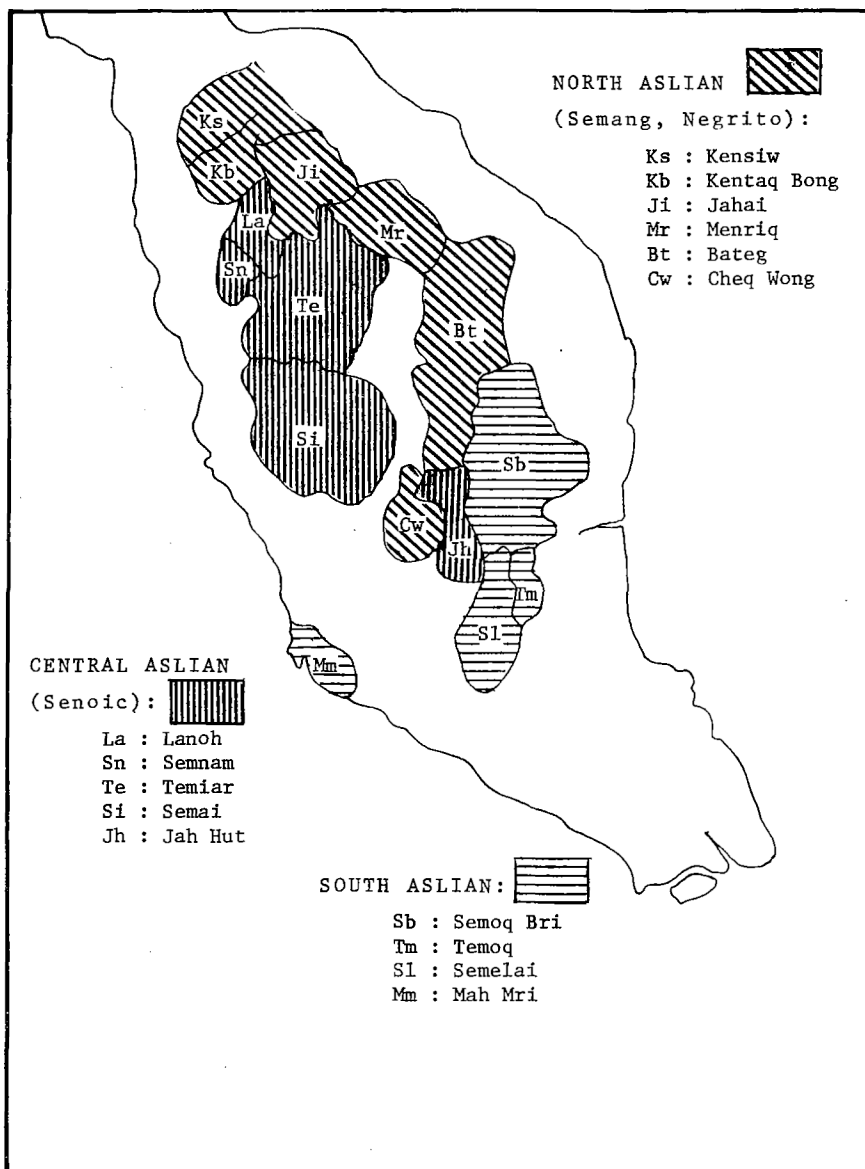 NORTH ASLIAN
(Semang, Negrito):
Ks : Kensiw
Kb : Kentaq Bong
Ji : Jahai
Mr : Menriq
Bt : Bateg
Cw : Cheq Wong
Ks
Kb
Ji
La
Mr
Sn
Te
Bt
Si
Sb
Cw
Jh
Tm
Sl
Mm
CENTRAL ASLIAN
(Senoic):
La : Lanoh
Sn : Semnam
Te : Temiar
Si : Semai
Jh : Jah Hut
SOUTH ASLIAN:
Sb : Semoq Bri
Tm : Temoq
Sl : Semelai
Mm : Mah Mri